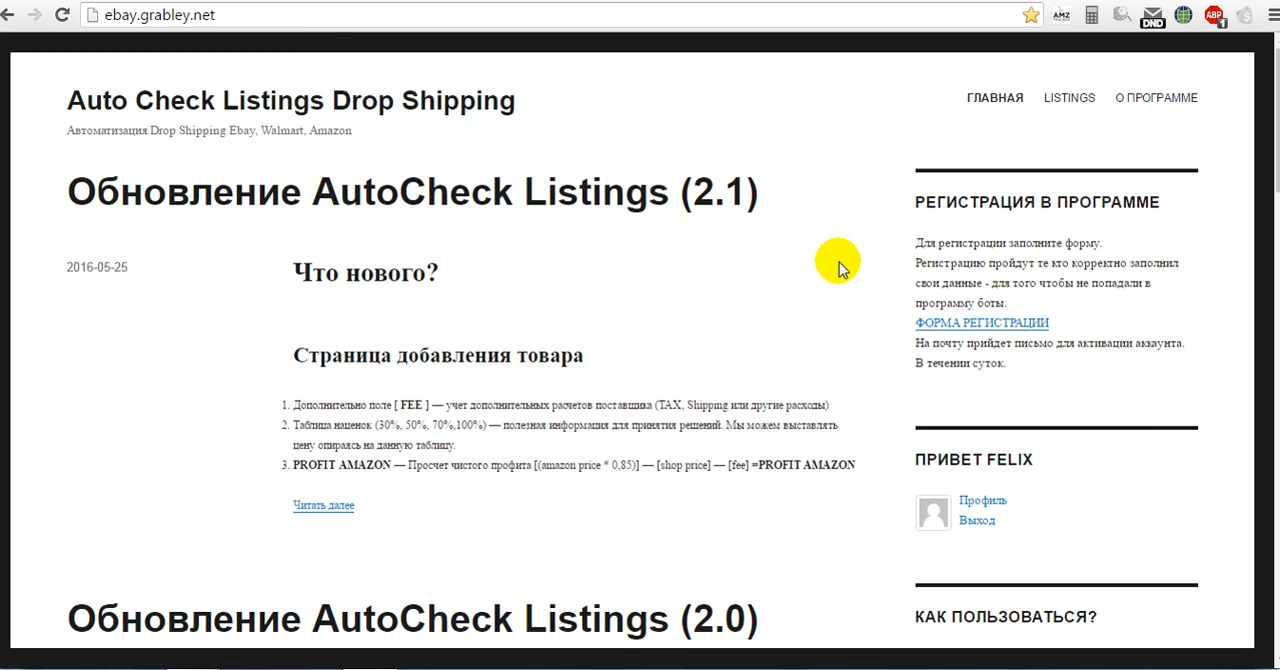 ebay.grabley.net
AMZ
DND
ABP
1
Auto Check Listings Drop Shipping
ГЛАВНАЯ LISTINGS О ПРОГРАММЕ
Автоматизация Drop Shipping Ebay, Walmart, Amazon
Обновление AutoCheck Listings (2.1)
2016-05-25
Что нового?
Страница добавления товара
1. Дополнительно поле [ FEE ] — учет дополнительных расчетов поставщика (TAX, Shipping или другие расходы)
2. Таблица наценок (30%, 50%, 70%,100%) — полезная информация для принятия решений. Мы можем выставлять
цену опираясь на данную таблицу.
3. PROFIT AMAZON — Просчет чистого профита [(amazon price * 0,85)] — [shop price] — [fee] =PROFIT AMAZON
Читать далее
Обновление AutoCheck Listings (2.0)
РЕГИСТРАЦИЯ В ПРОГРАММЕ
Для регистрации заполните форму.
Регистрацию пройдут те кто корректно заполнил
свои данные - для того чтобы не попадали в
программу боты.
ФОРМА РЕГИСТРАЦИИ
На почту прийдет письмо для активации аккаунта.
В течении суток.
ПРИВЕТ FELIX
Профиль
Выход
КАК ПОЛЬЗОВАТЬСЯ?